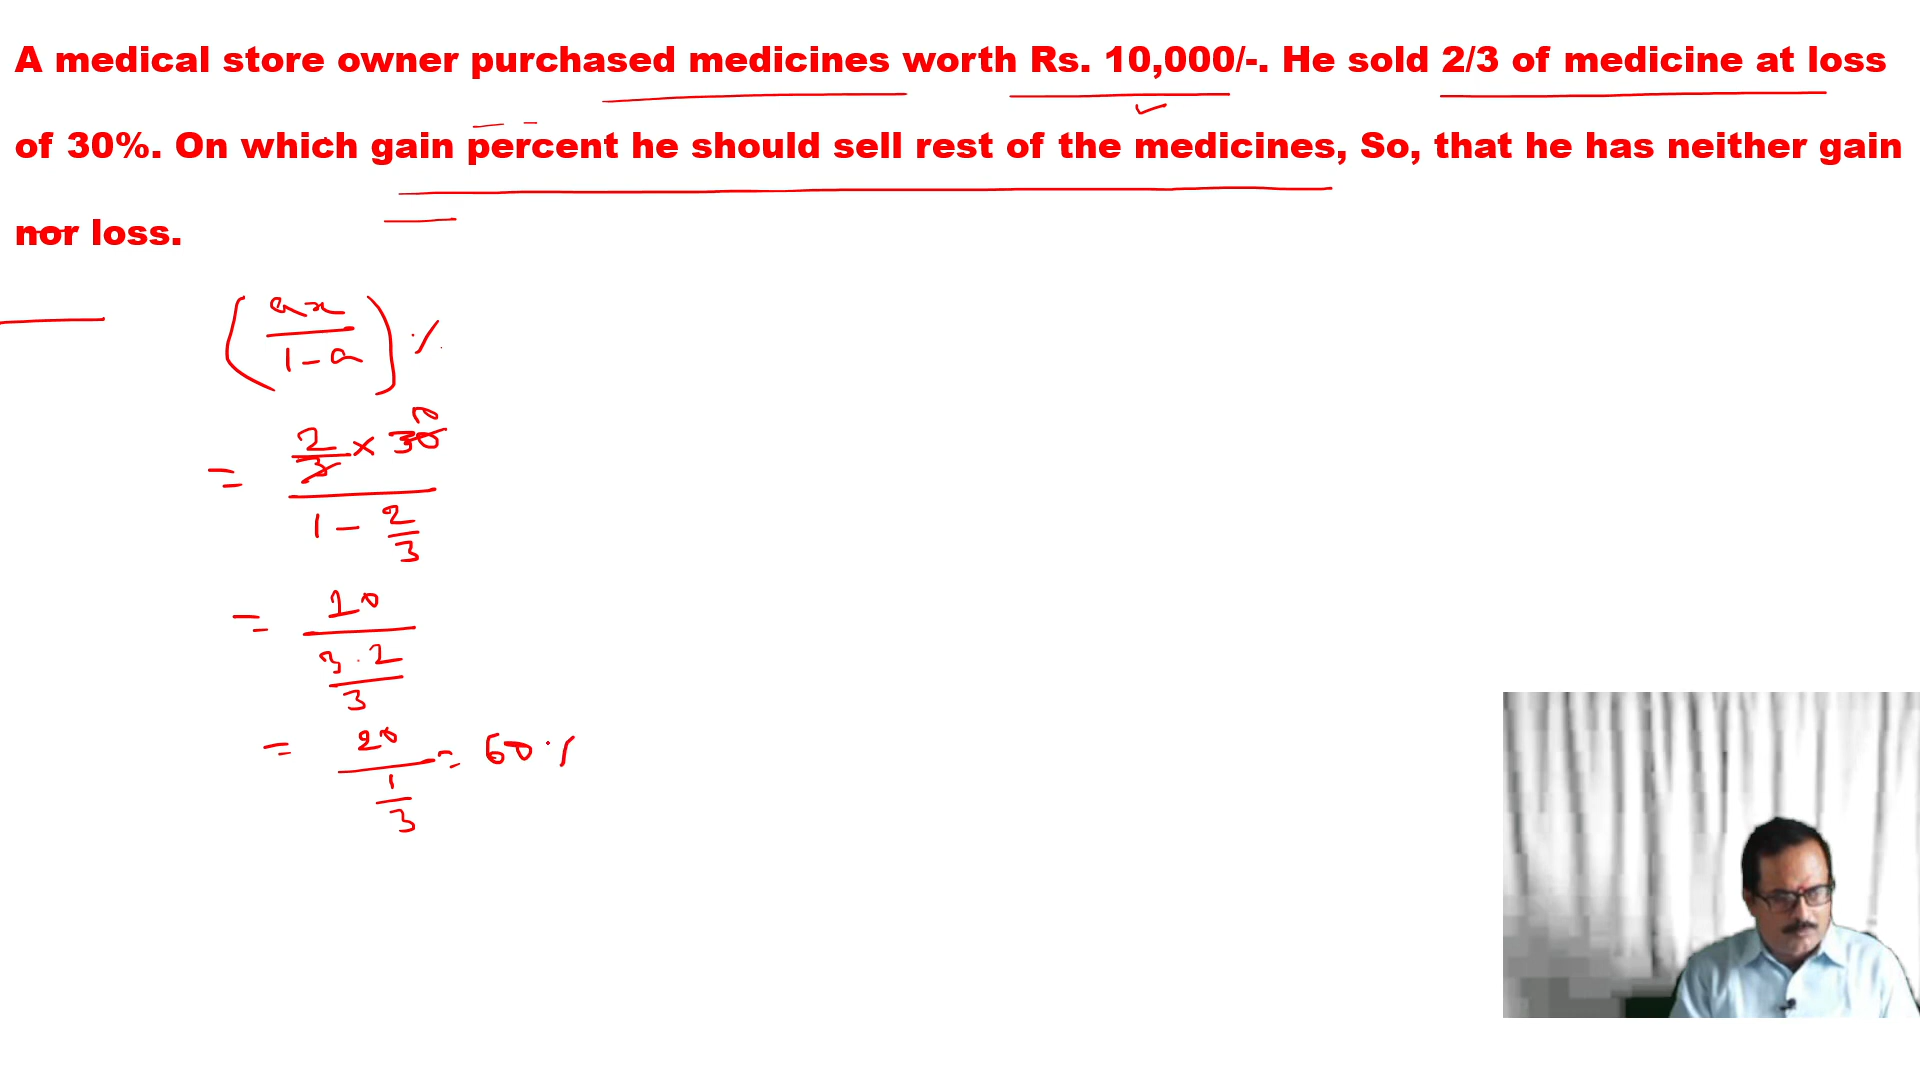 A medical store owner purchased medicines worth Rs. 10,000/-. He sold 2/3 of medicine at loss
of 30%. On which gain percent he should sell rest of the medicines, So, that he has neither gain
nor loss.
(ax / 1-a) %
= 2/3 × 30 / 1 - 2/3
= 20 / 3-2/3
= 20 / 1/3 = 60%